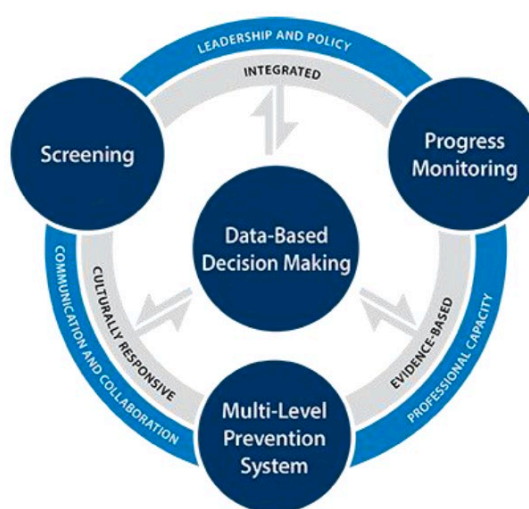 LEADERSHIP AND POLICY
INTEGRATED
Screening
Progress
Monitoring
Data-Based
Decision Making
COMMUNICATION AND COLLABORATION
CULTURALLY RESPONSIVE
EVIDENCE-BASED
PROFESSIONAL CAPACITY
Multi-Level
Prevention
System